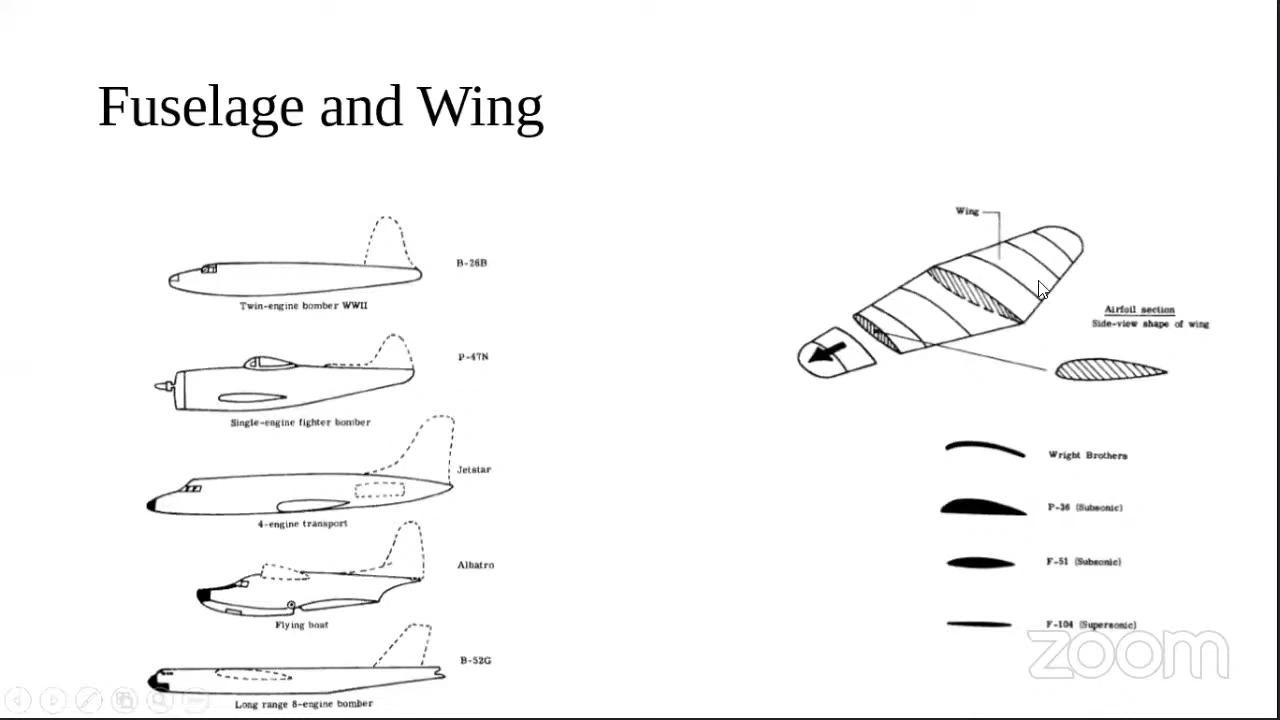 Fuselage and Wing
B-26B
Twin-engine bomber WWII
P-47N
Single-engine fighter bomber
Jetstar
4-engine transport
Albatro
Flying boat
B-52G
Long range 8-engine bomber
Wing
Airfoil section
Side-view shape of wing
Wright Brothers
P-36 (Subsonic)
F-51 (Subsonic)
F-104 (Supersonic)
zoom